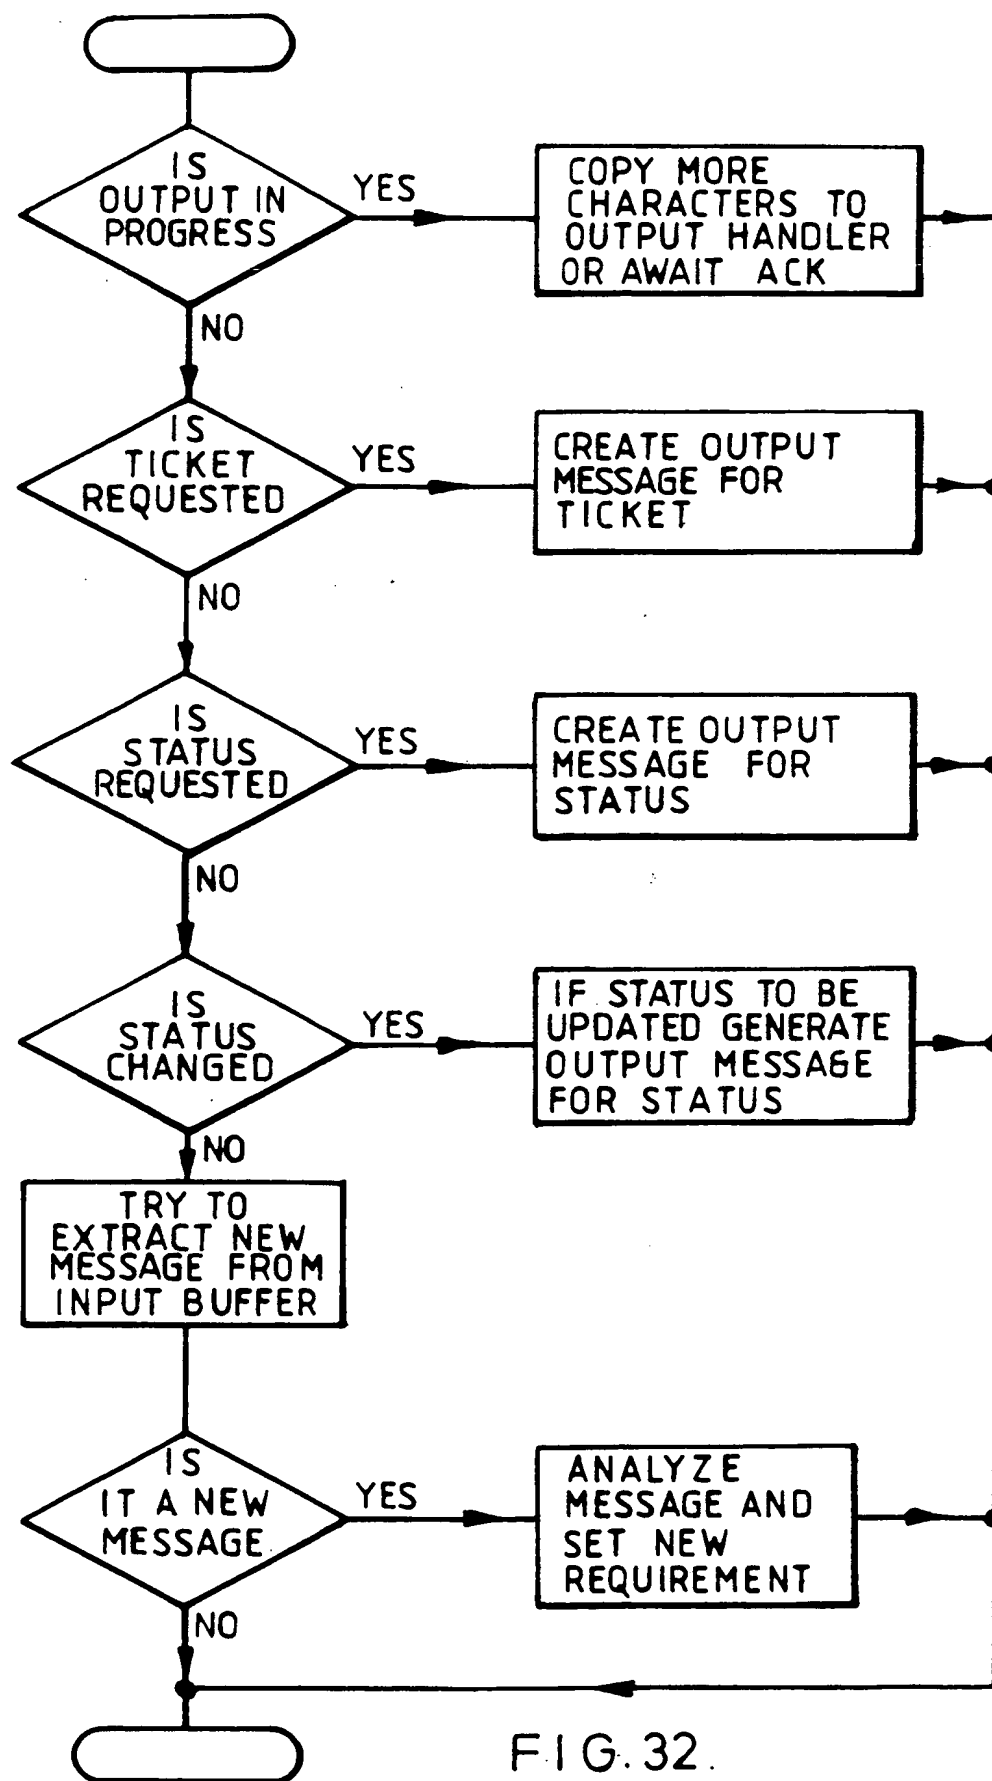 IS
OUTPUT IN
PROGRESS
YES
COPY MORE
CHARACTERS TO
OUTPUT HANDLER
OR AWAIT ACK
NO
IS
TICKET
REQUESTED
YES
CREATE OUTPUT
MESSAGE FOR
TICKET
NO
IS
STATUS
REQUESTED
YES
CREATE OUTPUT
MESSAGE FOR
STATUS
NO
IS
STATUS
CHANGED
YES
IF STATUS TO BE
UPDATED GENERATE
OUTPUT MESSAGE
FOR STATUS
NO
TRY TO
EXTRACT NEW
MESSAGE FROM
INPUT BUFFER
IS
IT A NEW
MESSAGE
YES
ANALYZE
MESSAGE AND
SET NEW
REQUIREMENT
NO
FIG. 32.